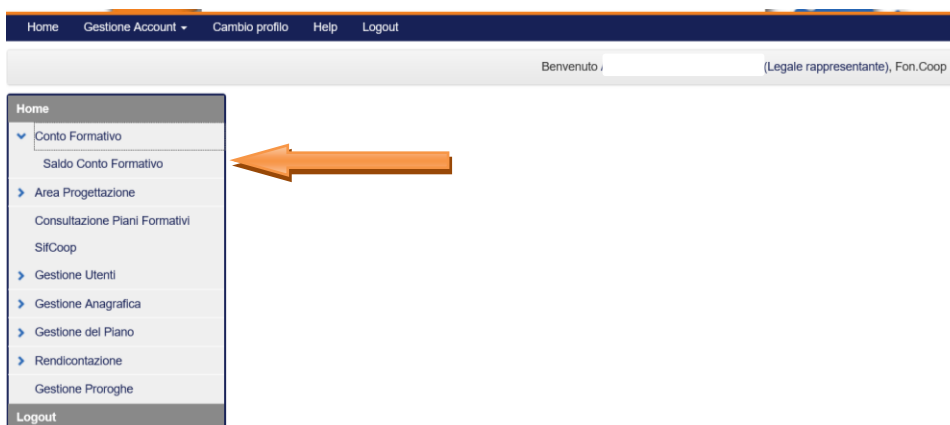 Home Gestione Account Cambio profilo Help Logout
Benvenuto (Legale rappresentante), Fon.Coop
Home
Conto Formativo
Saldo Conto Formativo
Area Progettazione
Consultazione Piani Formativi
SifCoop
Gestione Utenti
Gestione Anagrafica
Gestione del Piano
Rendicontazione
Gestione Proroghe
Logout